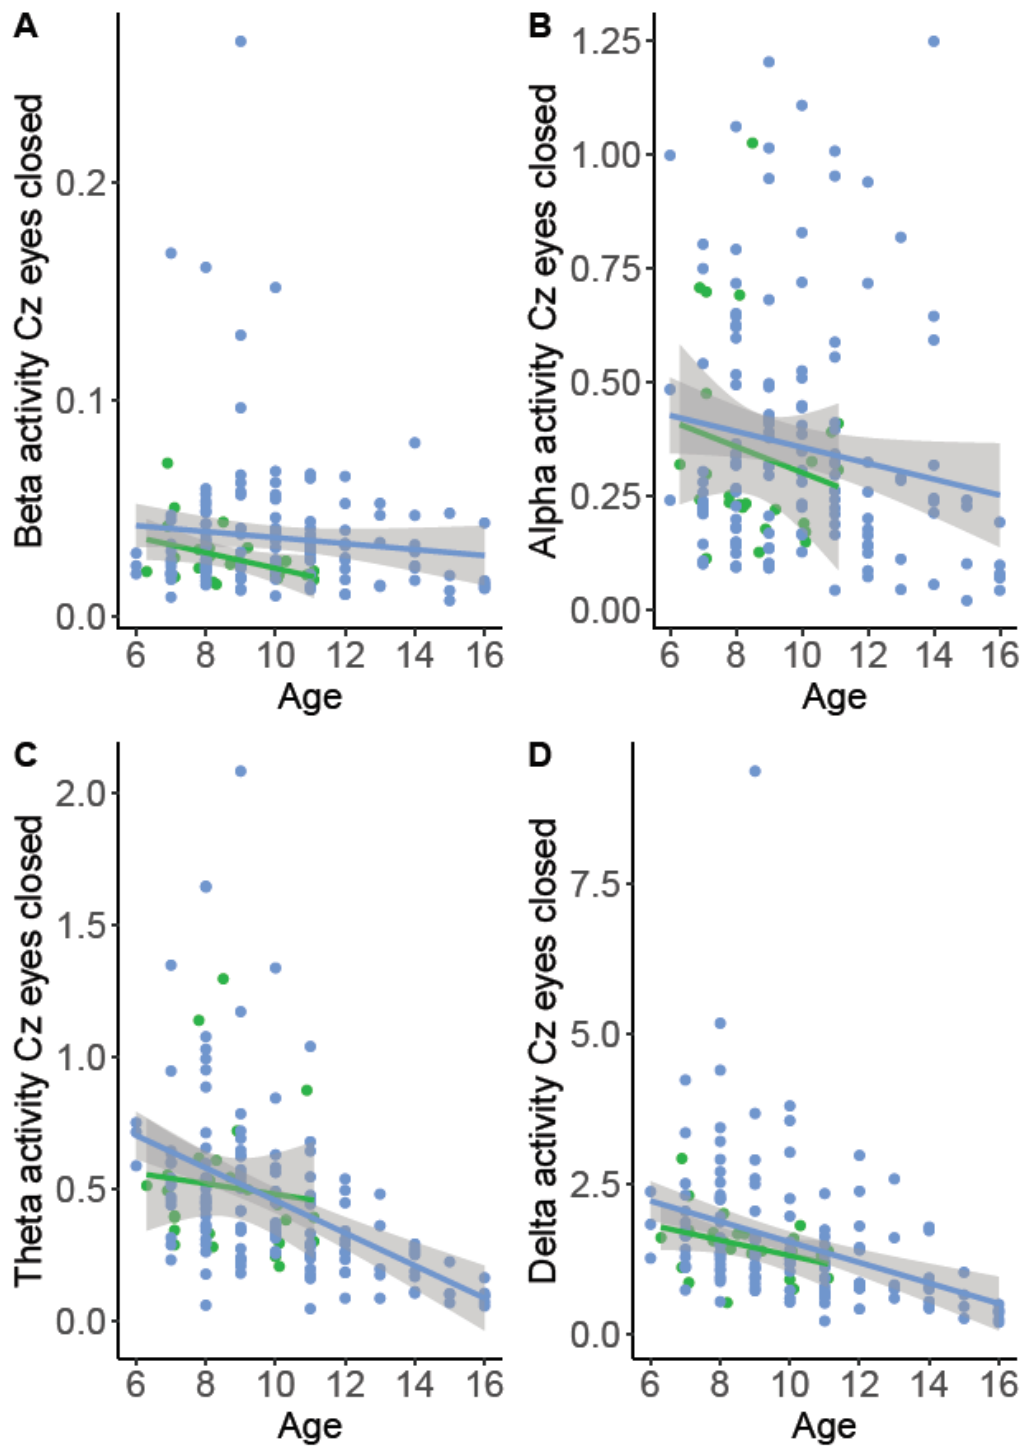 A
Beta activity Cz eyes closed
0.2
0.1
0.0
6 8 10 12 14 16
Age
B
Alpha activity Cz eyes closed
1.25
1.00
0.75
0.50
0.25
0.00
6 8 10 12 14 16
Age
C
Theta activity Cz eyes closed
2.0
1.5
1.0
0.5
0.0
6 8 10 12 14 16
Age
D
Delta activity Cz eyes closed
7.5
5.0
2.5
0.0
6 8 10 12 14 16
Age